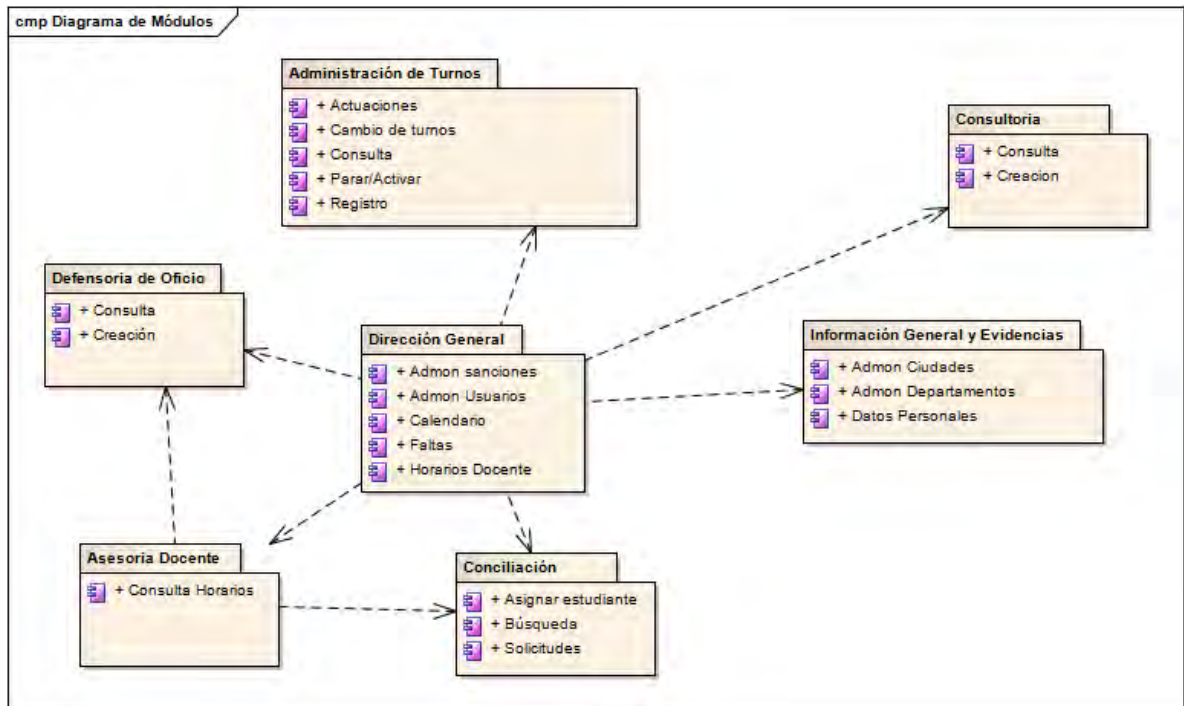 cmp Diagrama de Módulos
Administración de Turnos
+ Actuaciones
+ Cambio de turnos
+ Consulta
+ Parar/Activar
+ Registro
Consultoria
+ Consulta
+ Creacion
Defensoria de Oficio
+ Consulta
+ Creación
Dirección General
+ Admon sanciones
+ Admon Usuarios
+ Calendario
+ Faltas
+ Horarios Docente
Información General y Evidencias
+ Admon Ciudades
+ Admon Departamentos
+ Datos Personales
Asesoria Docente
+ Consulta Horarios
Conciliación
+ Asignar estudiante
+ Búsqueda
+ Solicitudes